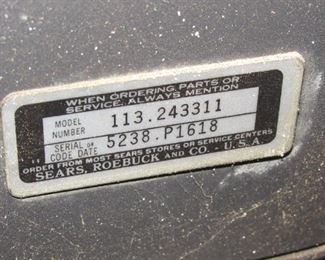 WHEN ORDERING PARTS OR
SERVICE, ALWAYS MENTION
MODEL NUMBER 113.243311
SERIAL OR CODE DATE 5238.P1618
ORDER FROM MOST SEARS STORES OR SERVICE CENTERS
SEARS, ROEBUCK AND CO. - U.S.A.